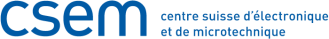 csem
centre suisse d'électronique
et de microtechnique